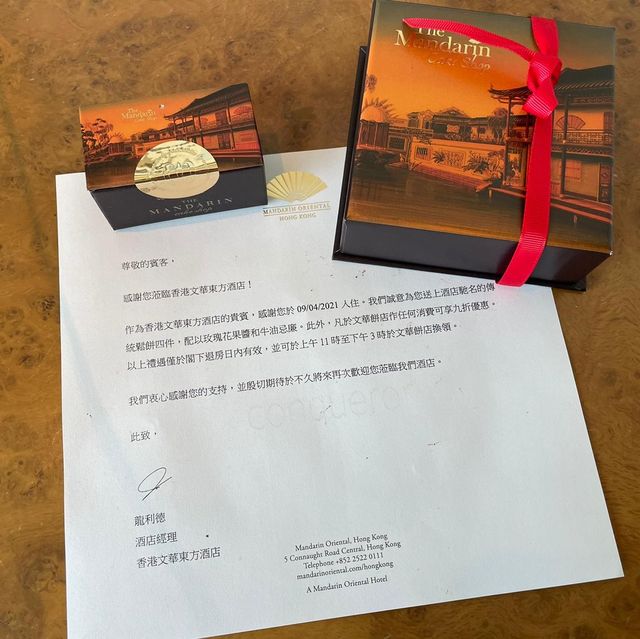 The
Mandarin
Cake Shop
The
Mandarin
Cake Shop
THE
MANDARIN
cake shop
MANDARIN ORIENTAL
HONG KONG
尊敬的賓客，
感謝您蒞臨香港文華東方酒店！
作為香港文華東方酒店的貴賓，感謝您於 09/04/2021 入住。我們誠意為您送上酒店馳名的傳
統鬆餅四件，配以玫瑰花果醬和牛油忌廉。此外，凡於文華餅店作任何消費可享九折優惠。
以上禮遇僅於閣下退房日內有效，並可於上午 11 時至下午 3 時於文華餅店換領。
我們衷心感謝您的支持，並殷切期待於不久將來再次歡迎您蒞臨我們酒店。
conqueror
此致，
龍利德
酒店經理
香港文華東方酒店
Mandarin Oriental, Hong Kong
5 Connaught Road Central, Hong Kong
Telephone +852 2522 0111
mandarinoriental.com/hongkong
A Mandarin Oriental Hotel